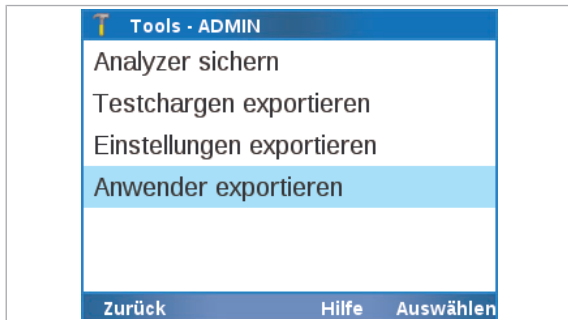 Tools - ADMIN
Analyzer sichern
Testchargen exportieren
Einstellungen exportieren
Anwender exportieren
Zurück Hilfe Auswählen